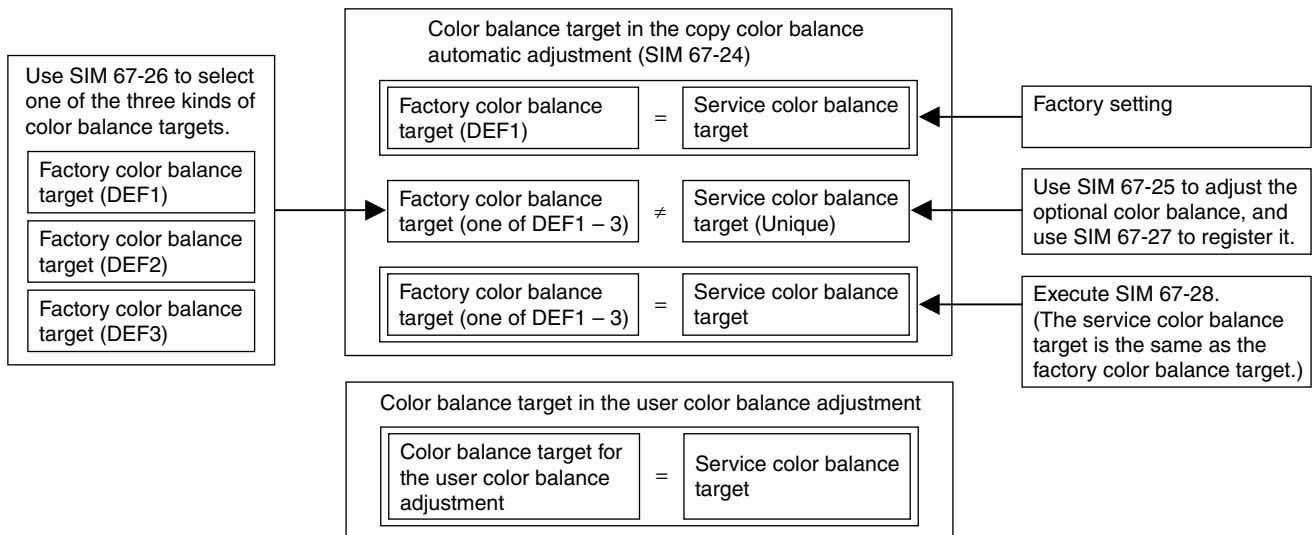 Use SIM 67-26 to select
one of the three kinds of
color balance targets.
Factory color balance
target (DEF1)
Factory color balance
target (DEF2)
Factory color balance
target (DEF3)
Color balance target in the copy color balance
automatic adjustment (SIM 67-24)
Factory color balance
target (DEF1)
=
Service color balance
target
Factory setting
Factory color balance
target (one of DEF1 – 3)
≠
Service color balance
target (Unique)
Use SIM 67-25 to adjust the
optional color balance, and
use SIM 67-27 to register it.
Factory color balance
target (one of DEF1 – 3)
=
Service color balance
target
Execute SIM 67-28.
(The service color balance
target is the same as the
factory color balance target.)
Color balance target in the user color balance adjustment
Color balance target for
the user color balance
adjustment
=
Service color balance
target